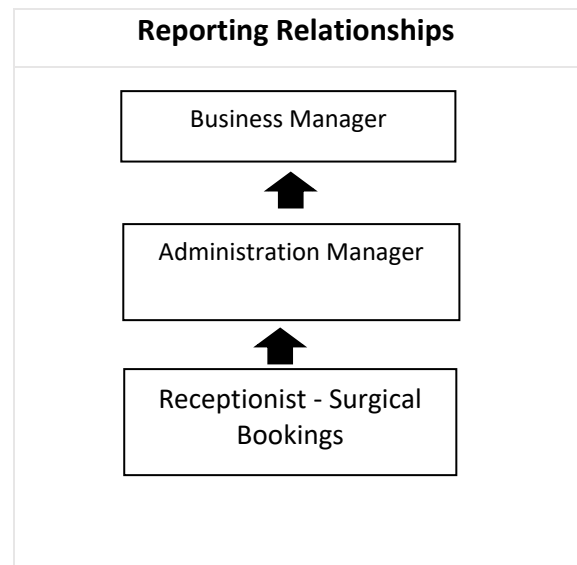 Reporting Relationships
Business Manager
Administration Manager
Receptionist - Surgical
Bookings